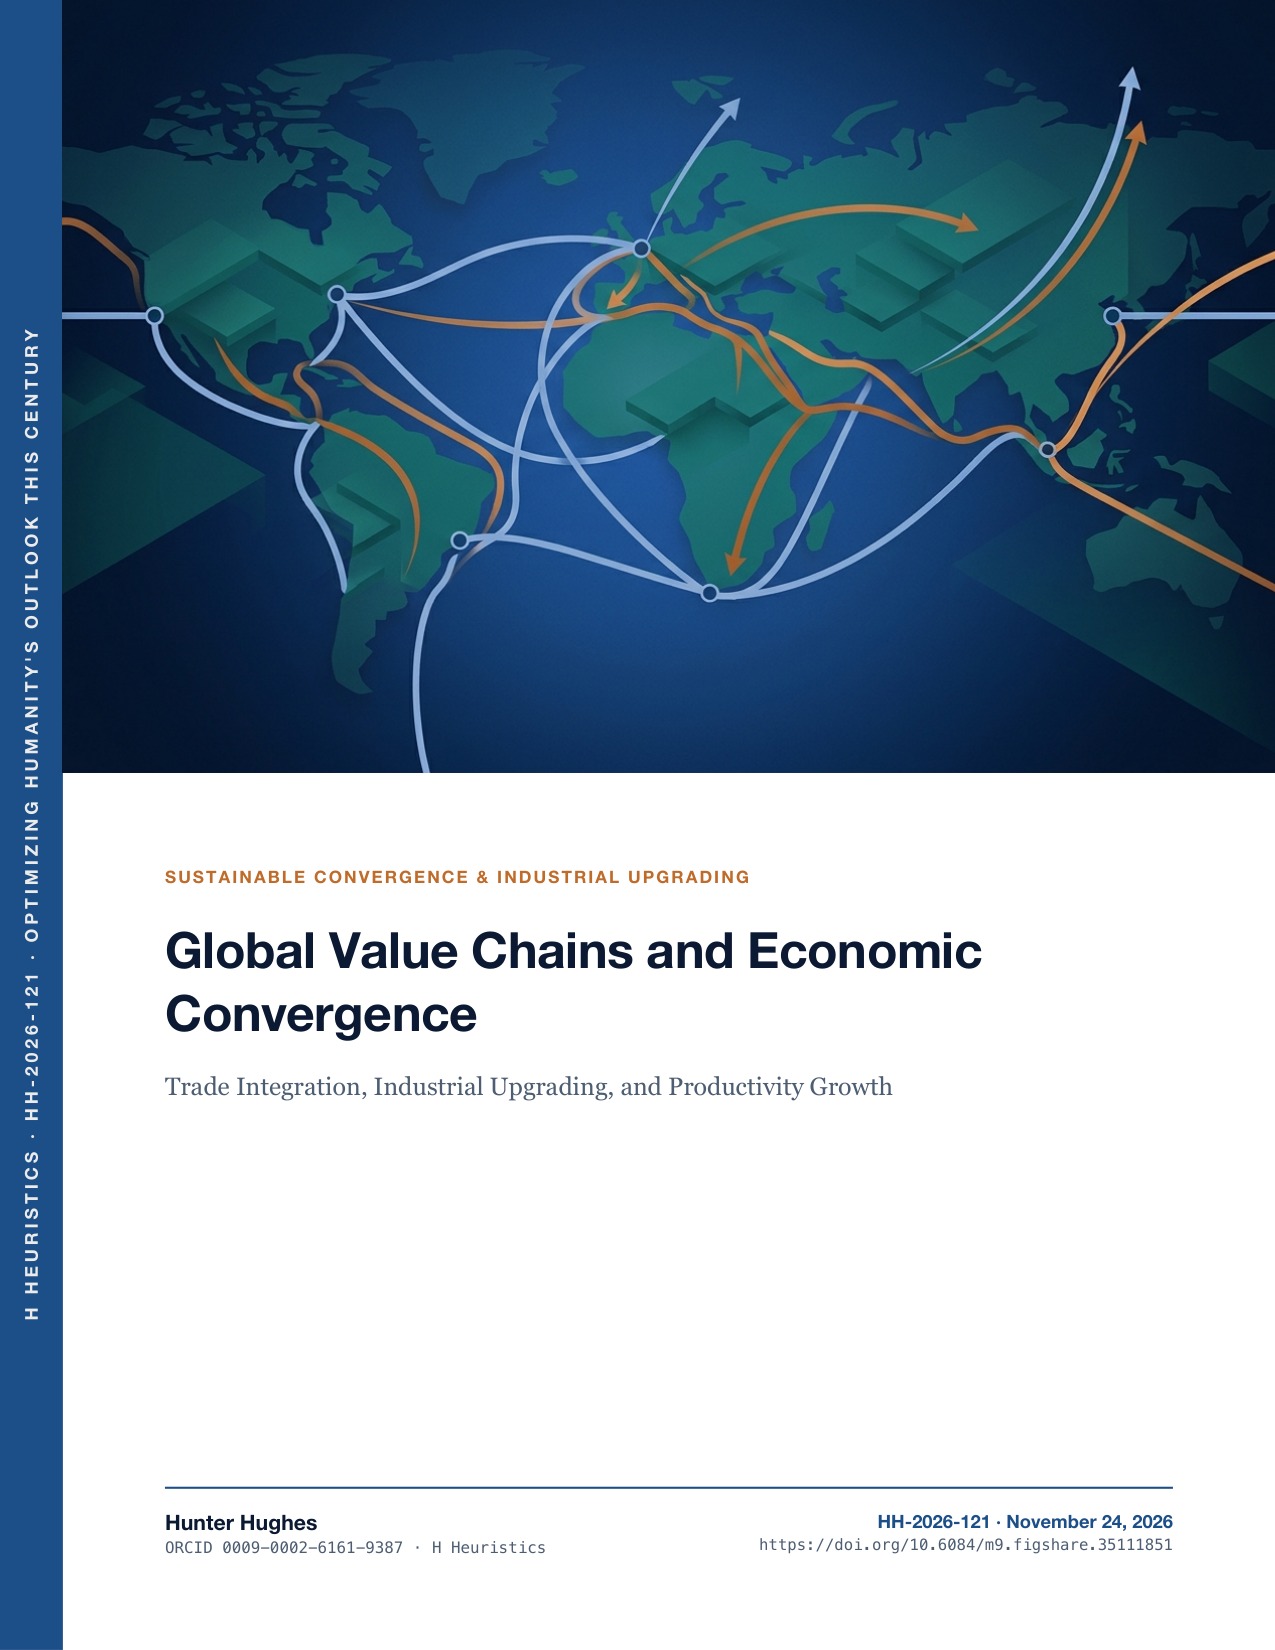 H HEURISTICS · HH-2026-121 · OPTIMIZING HUMANITY'S OUTLOOK THIS CENTURY
SUSTAINABLE CONVERGENCE & INDUSTRIAL UPGRADING
Global Value Chains and Economic
Convergence
Trade Integration, Industrial Upgrading, and Productivity Growth
Hunter Hughes
ORCID 0009-0002-6161-9387 · H Heuristics
HH-2026-121 · November 24, 2026
https://doi.org/10.6084/m9.figshare.35111851